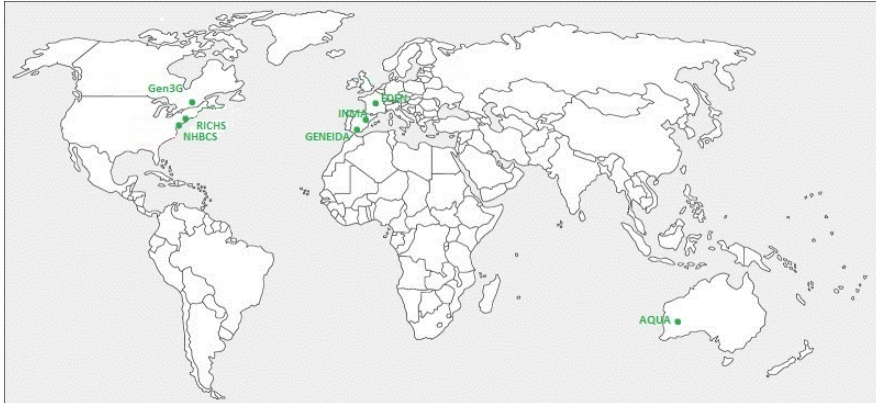 Gen3G
EDEN
INMA
RICHS
NHBCS
GENEIDA
AQUA